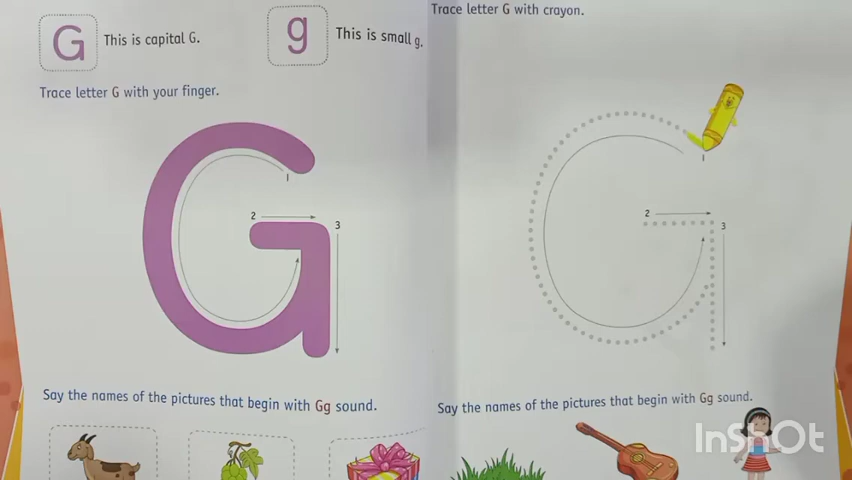 G This is capital G.
g This is small g.
Trace letter G with your finger.
1
2
3
Say the names of the pictures that begin with Gg sound.
Trace letter G with crayon.
1
2
3
Say the names of the pictures that begin with Gg sound.
InShOt